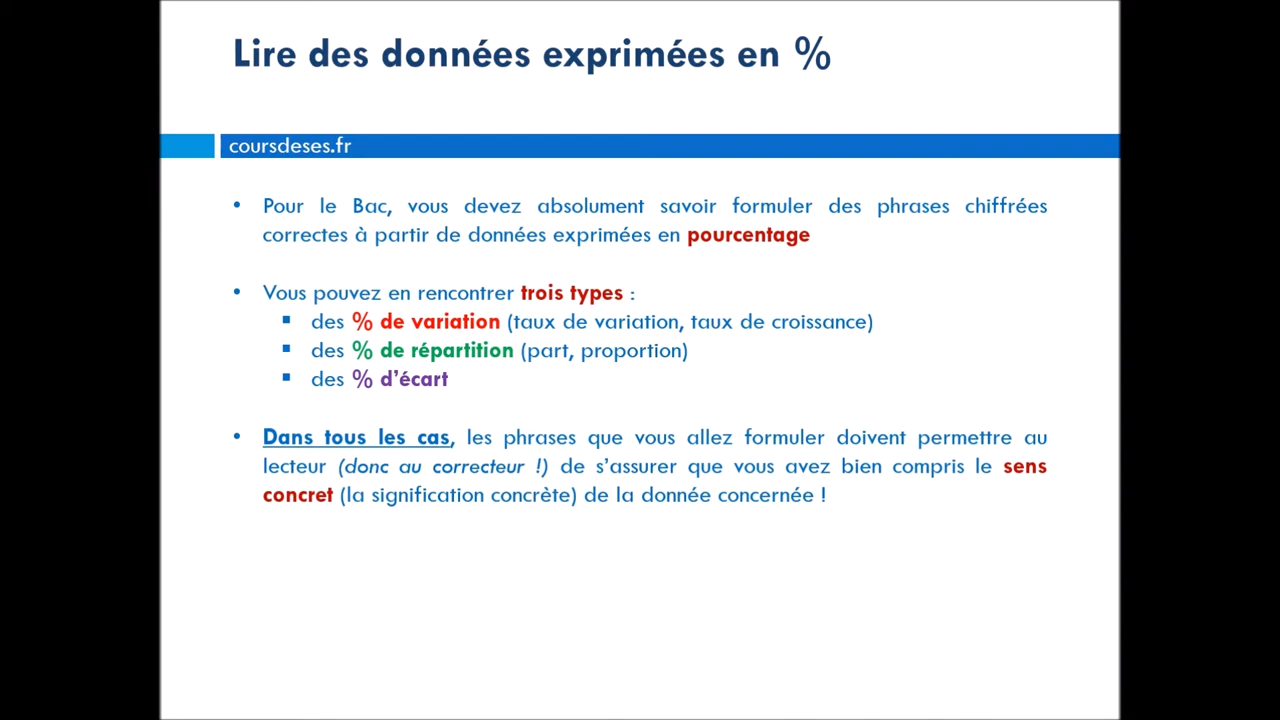 Lire des données exprimées en %
coursdeses.fr
• Pour le Bac, vous devez absolument savoir formuler des phrases chiffrées
correctes à partir de données exprimées en pourcentage
• Vous pouvez en rencontrer trois types :
▪ des % de variation (taux de variation, taux de croissance)
▪ des % de répartition (part, proportion)
▪ des % d’écart
• Dans tous les cas, les phrases que vous allez formuler doivent permettre au
lecteur (donc au correcteur !) de s’assurer que vous avez bien compris le sens
concret (la signification concrète) de la donnée concernée !